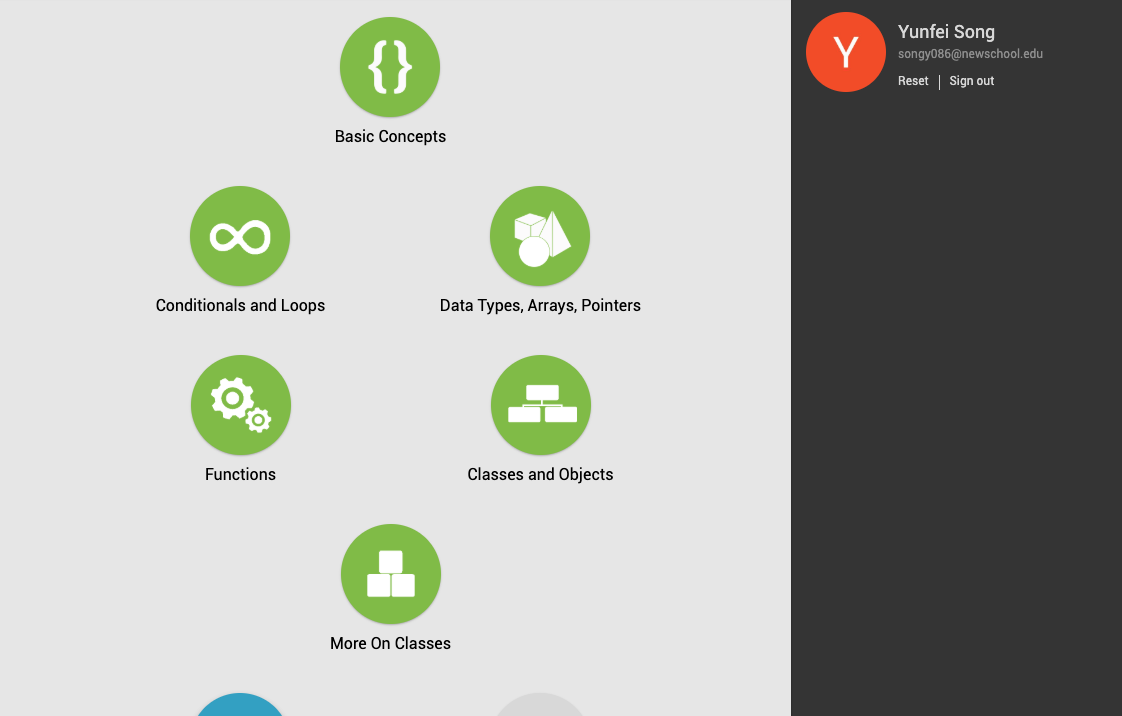 {}
Basic Concepts
Conditionals and Loops
Data Types, Arrays, Pointers
Functions
Classes and Objects
More On Classes
Y
Yunfei Song
songy086@newschool.edu
Reset | Sign out